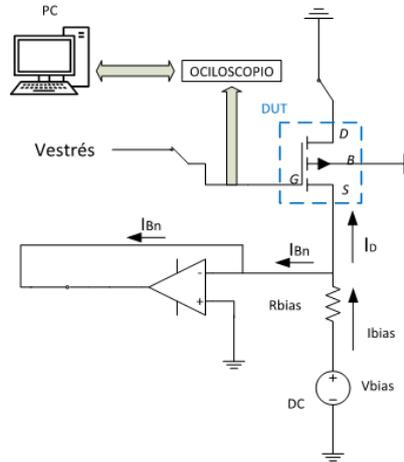 PC
OCILOSCOPIO
DUT
D
Vestrés
B
G
S
IBn
IBn
ID
Rbias
Ibias
-
+
+
−
Vbias
DC